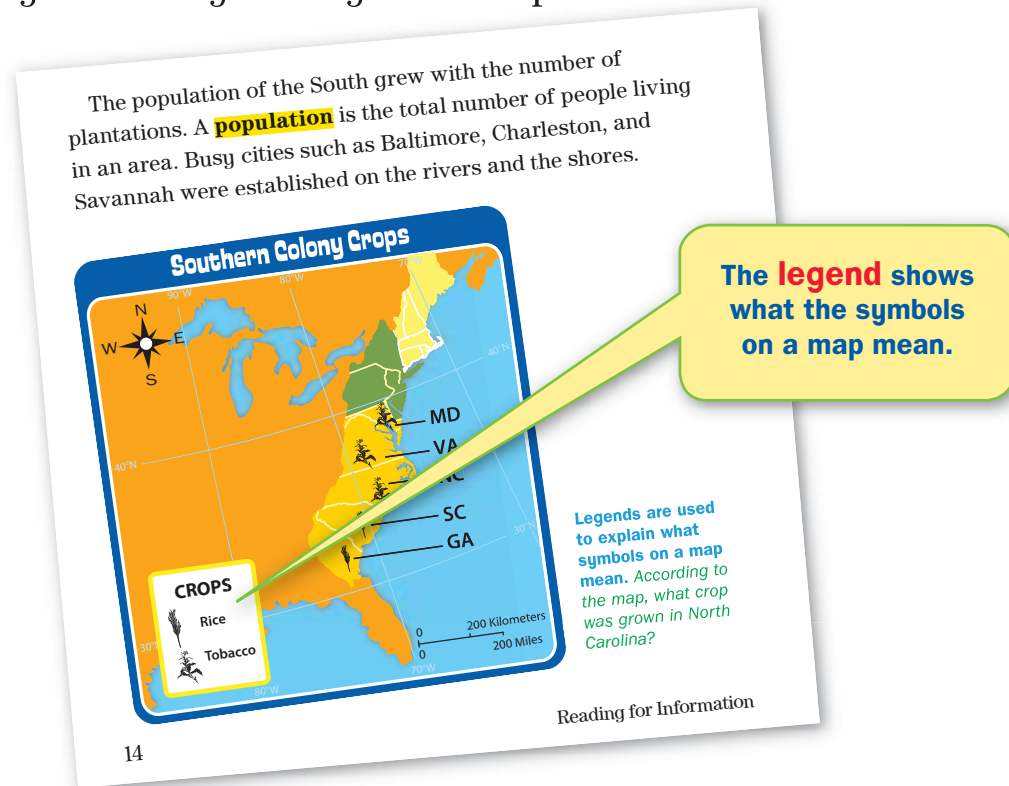 The population of the South grew with the number of
plantations. A population is the total number of people living
in an area. Busy cities such as Baltimore, Charleston, and
Savannah were established on the rivers and the shores.
Southern Colony Crops
90°W
80°W
N
W
E
S
40°N
40°N
MD
VA
NC
SC
GA
30°N
CROPS
Rice
Tobacco
30°
0
200 Kilometers
0
200 Miles
80°W
70°W
The legend shows
what the symbols
on a map mean.
Legends are used
to explain what
symbols on a map
mean. According to
the map, what crop
was grown in North
Carolina?
Reading for Information
14